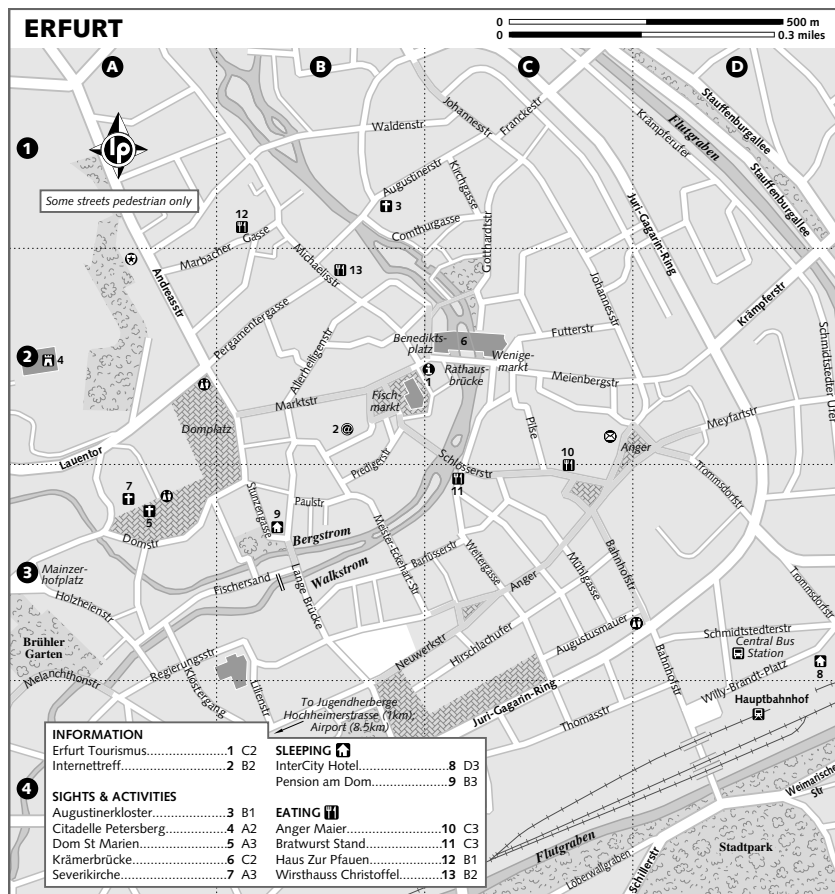 ERFURT
0 500 m
0 0.3 miles
A B C D
1
2
3
4
lp
Some streets pedestrian only
Stauffenburgallee
Stauffenburgallee
Flutgraben
Krämpferufer
Johannesstr
Franckestr
Waldenstr
Augustinerstr
Kirchgasse
3
Comthurgasse
Gotthardtstr
Juri-Gagarin-Ring
12
Marbacher Gasse
Michaelisstr
13
Andreasstr
Johannesstr
Krämpferstr
Pergamentergasse
Allerheiligenstr
4
Benediktsplatz
6
Futterstr
Wenigemarkt
Rathausbrücke
1
Meienbergstr
Schmidtstedter Ufer
Marktstr
Fischmarkt
Domplatz
2 @
Predigerstr
Pilse
Anger
Meyfartstr
Lauentor
Schlösserstr
10
11
Trommsdorfstr
7
5
Domstr
Stunzengasse
9
Paulstr
Bergstrom
Meister-Eckehart-Str
Mainzerhofplatz
Holzheienstr
Fischersand
Walkstrom
Lange Brücke
Barfüsserstr
Weitergasse
Anger
Mühlgasse
Bahnhofstr
Trommsdorfstr
Brühler Garten
Melanchthonstr
Regierungsstr
Klostergang
Lilienstr
Neuwerkstr
Hirschlachufer
Augustusmauer
Schmidtstedterstr
Central Bus Station
8
Willy-Brandt-Platz
Bahnhofstr
Hauptbahnhof
Juri-Gagarin-Ring
Thomasstr
To Jugendherberge
Hochheimerstrasse (1km);
Airport (8.5km)
Weimarische Str
Flutgraben
Stadtpark
Löberwallgraben
Schillerstr
INFORMATION
Erfurt Tourismus 1 C2
Internettreff 2 B2
SIGHTS & ACTIVITIES
Augustinerkloster 3 B1
Citadelle Petersberg 4 A2
Dom St Marien 5 A3
Krämerbrücke 6 C2
Severikirche 7 A3
SLEEPING
InterCity Hotel 8 D3
Pension am Dom 9 B3
EATING
Anger Maier 10 C3
Bratwurst Stand 11 C3
Haus Zur Pfauen 12 B1
Wirsthauss Christoffel 13 B2